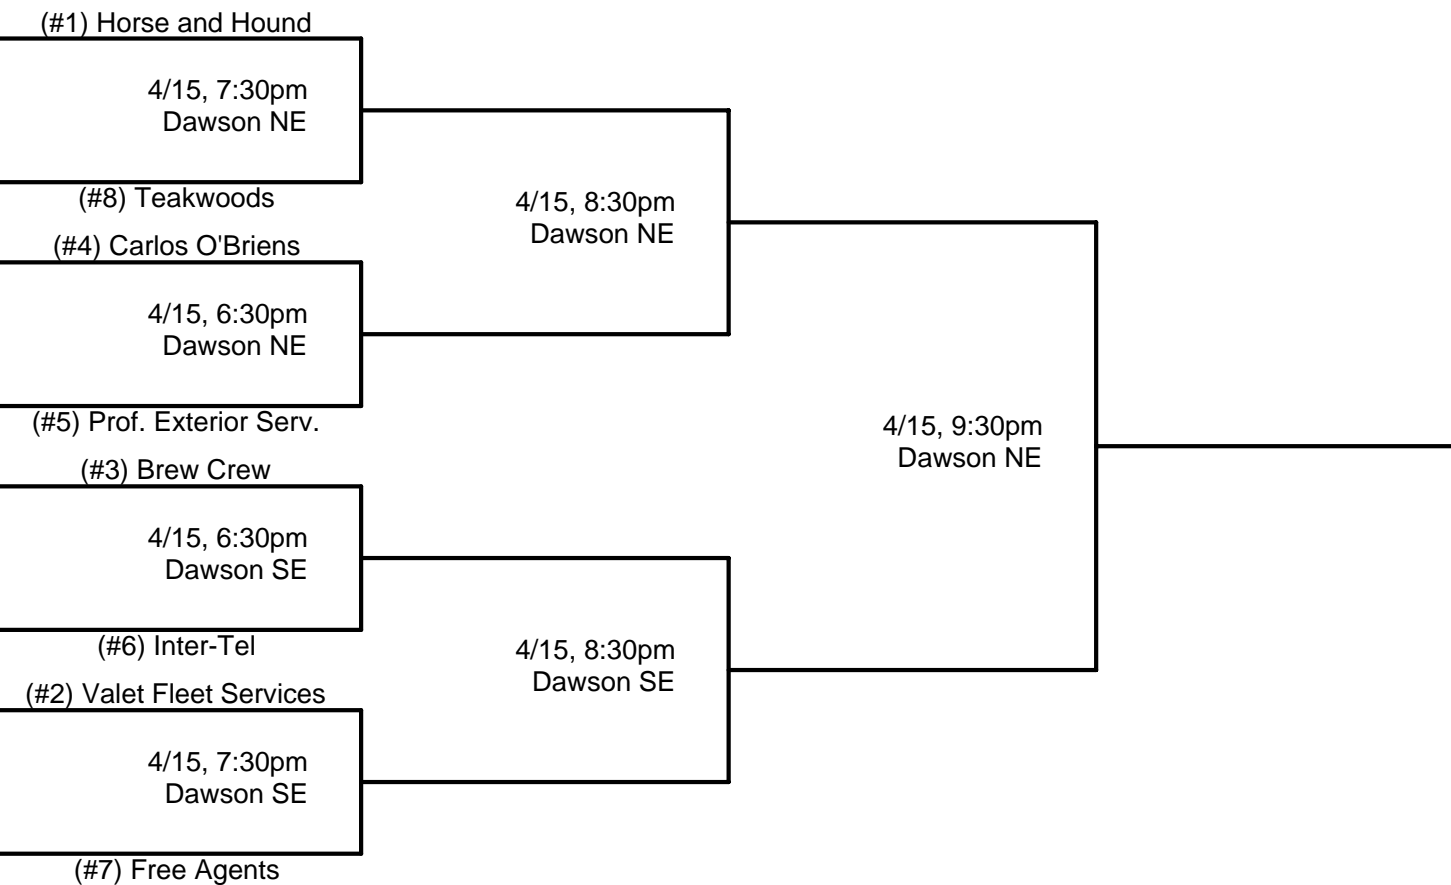 (#1) Horse and Hound
4/15, 7:30pm
Dawson NE
(#8) Teakwoods
(#4) Carlos O'Briens
4/15, 6:30pm
Dawson NE
(#5) Prof. Exterior Serv.
(#3) Brew Crew
4/15, 6:30pm
Dawson SE
(#6) Inter-Tel
(#2) Valet Fleet Services
4/15, 7:30pm
Dawson SE
(#7) Free Agents
4/15, 8:30pm
Dawson NE
4/15, 8:30pm
Dawson SE
4/15, 9:30pm
Dawson NE